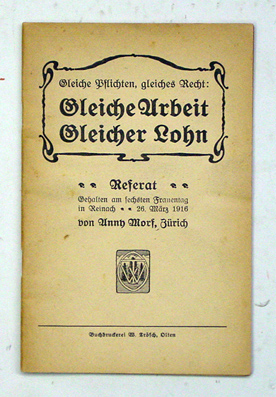 Gleiche Pflichten, gleiches Recht:
Gleiche Arbeit
Gleicher Lohn
Referat
Gehalten am sechsten Frauentag
in Reinach 26. März 1916
von Anny Morf, Zürich
Buchdruckerei W. Trösch, Olten